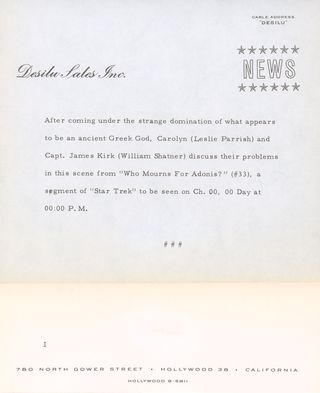 CABLE ADDRESS
"DESILU"
Desilu Sales Inc.
NEWS
After coming under the strange domination of what appears
to be an ancient Greek God, Carolyn (Leslie Parrish) and
Capt. James Kirk (William Shatner) discuss their problems
in this scene from "Who Mourns For Adonis?" (#33), a
segment of "Star Trek" to be seen on Ch. 00, 00 Day at
00:00 P.M.
###
1
780 NORTH GOWER STREET • HOLLYWOOD 38 • CALIFORNIA
HOLLYWOOD 9-5911